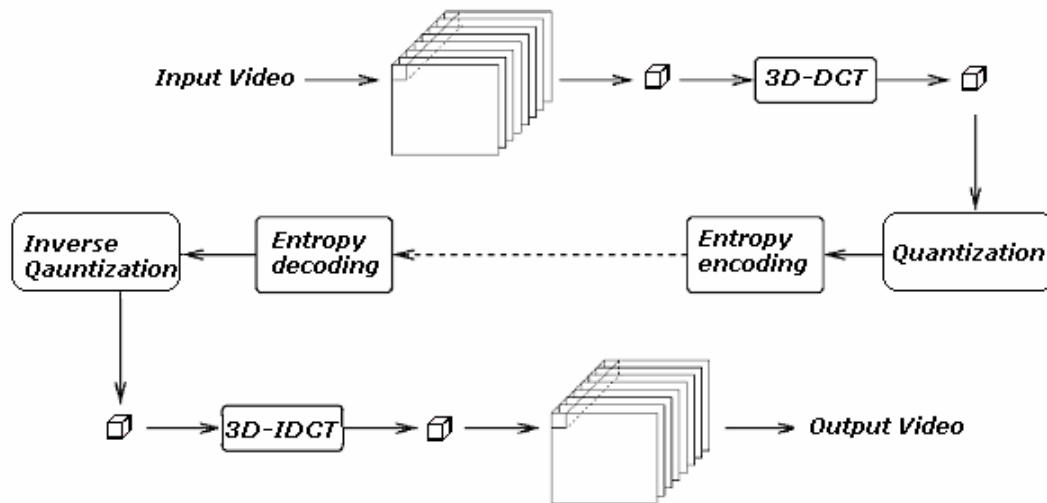 Input Video
3D-DCT
Inverse
Qauntization
Entropy
decoding
Entropy
encoding
Quantization
3D-IDCT
Output Video